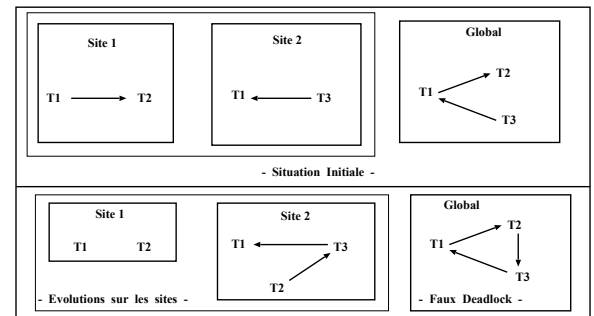 Site 1
T1 T2
Site 2
T1 T3
Global
T2
T1
T3
- Situation Initiale -
Site 1
T1 T2
Site 2
T1 T3
T2
- Evolutions sur les sites -
Global
T2
T1
T3
- Faux Deadlock -